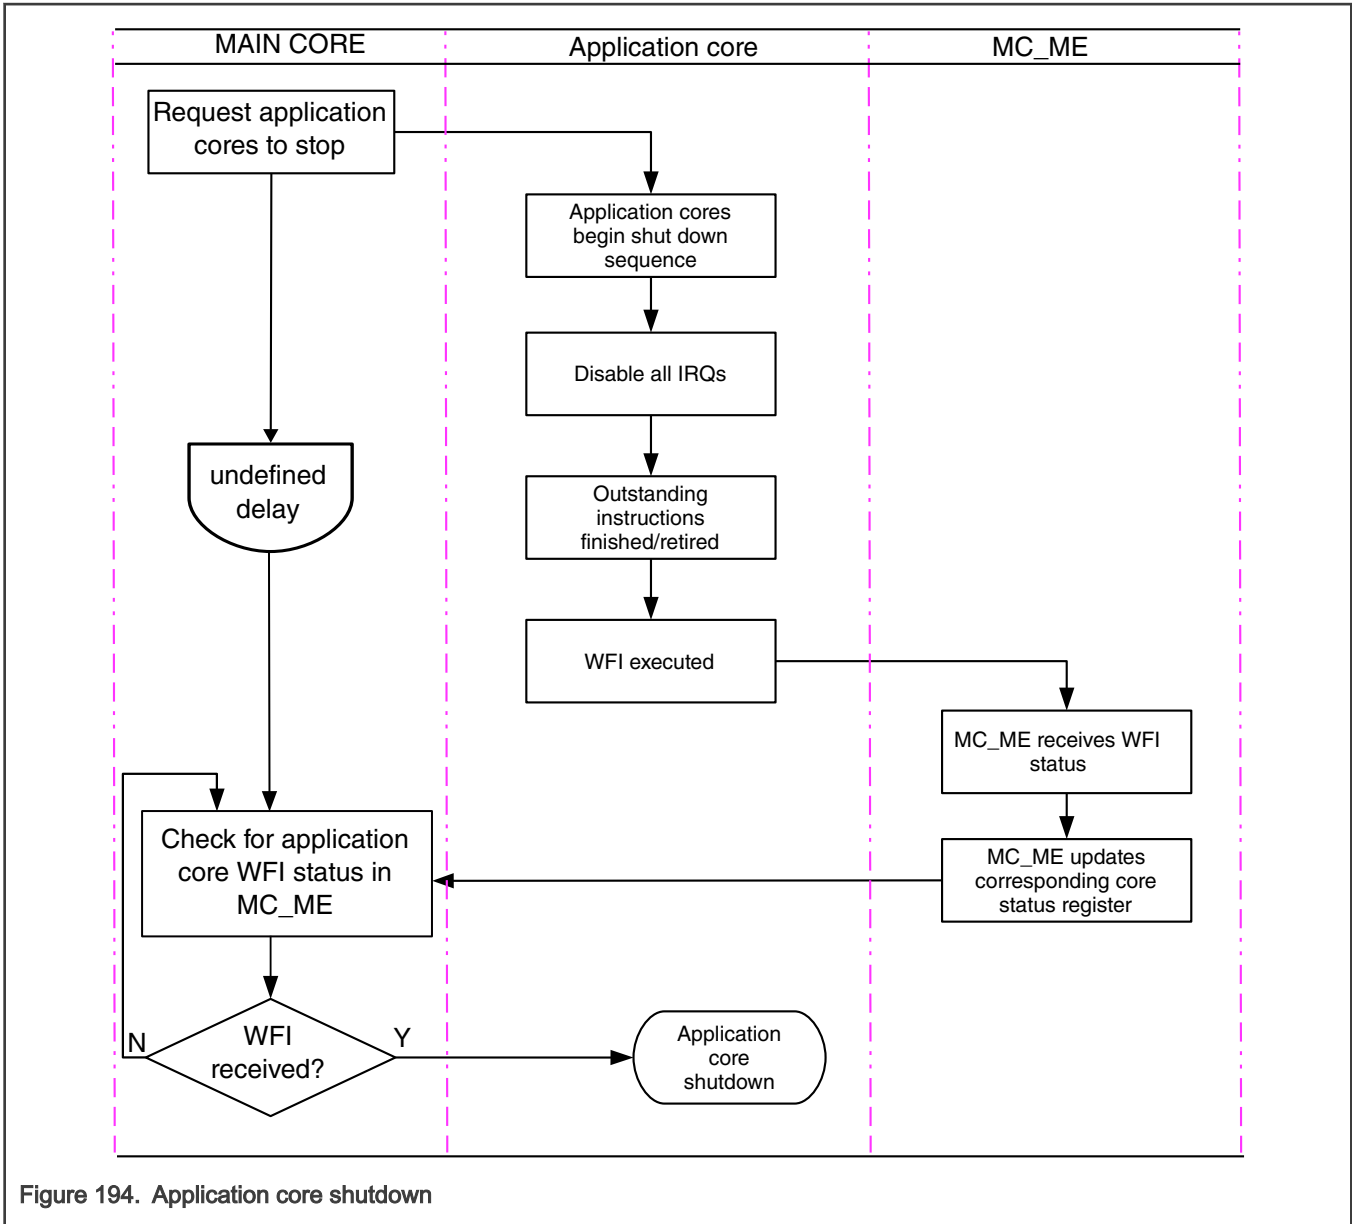 MAIN CORE
Application core
MC_ME
Request application
cores to stop
Application cores
begin shut down
sequence
Disable all IRQs
undefined
delay
Outstanding
instructions
finished/retired
WFI executed
MC_ME receives WFI
status
Check for application
core WFI status in
MC_ME
MC_ME updates
corresponding core
status register
WFI
received?
N
Y
Application
core
shutdown
Figure 194. Application core shutdown